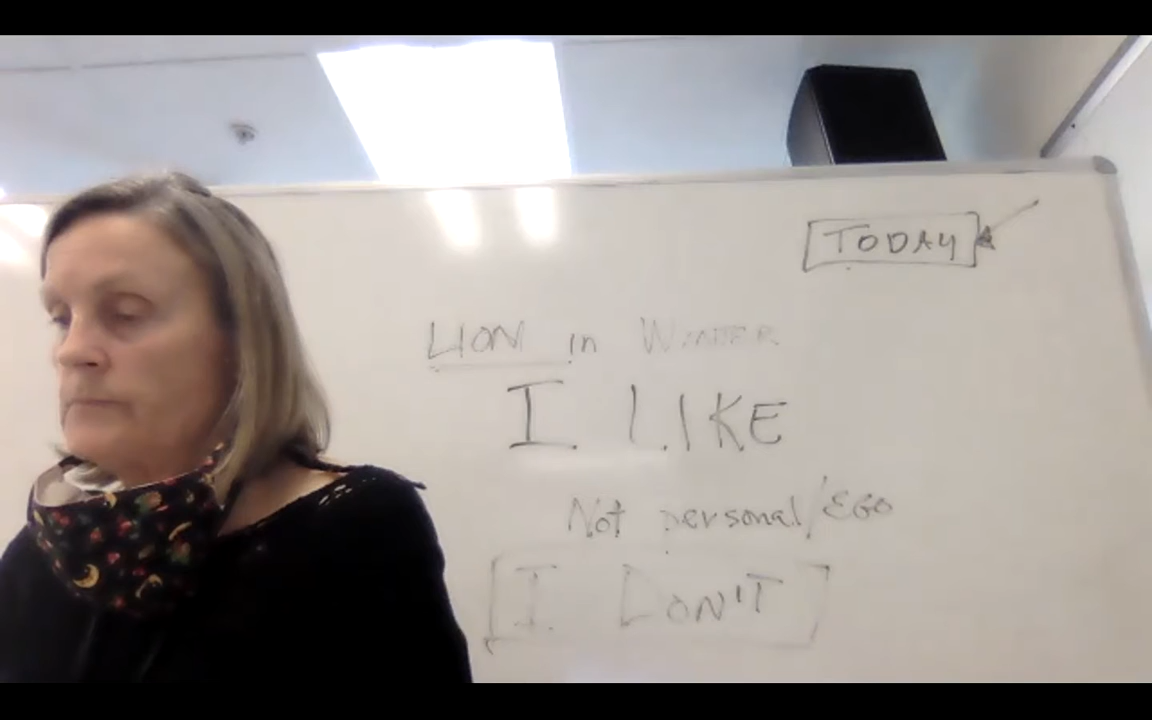 TODAY
LION in WINTER
I LIKE
Not personal/EGO
I DON'T